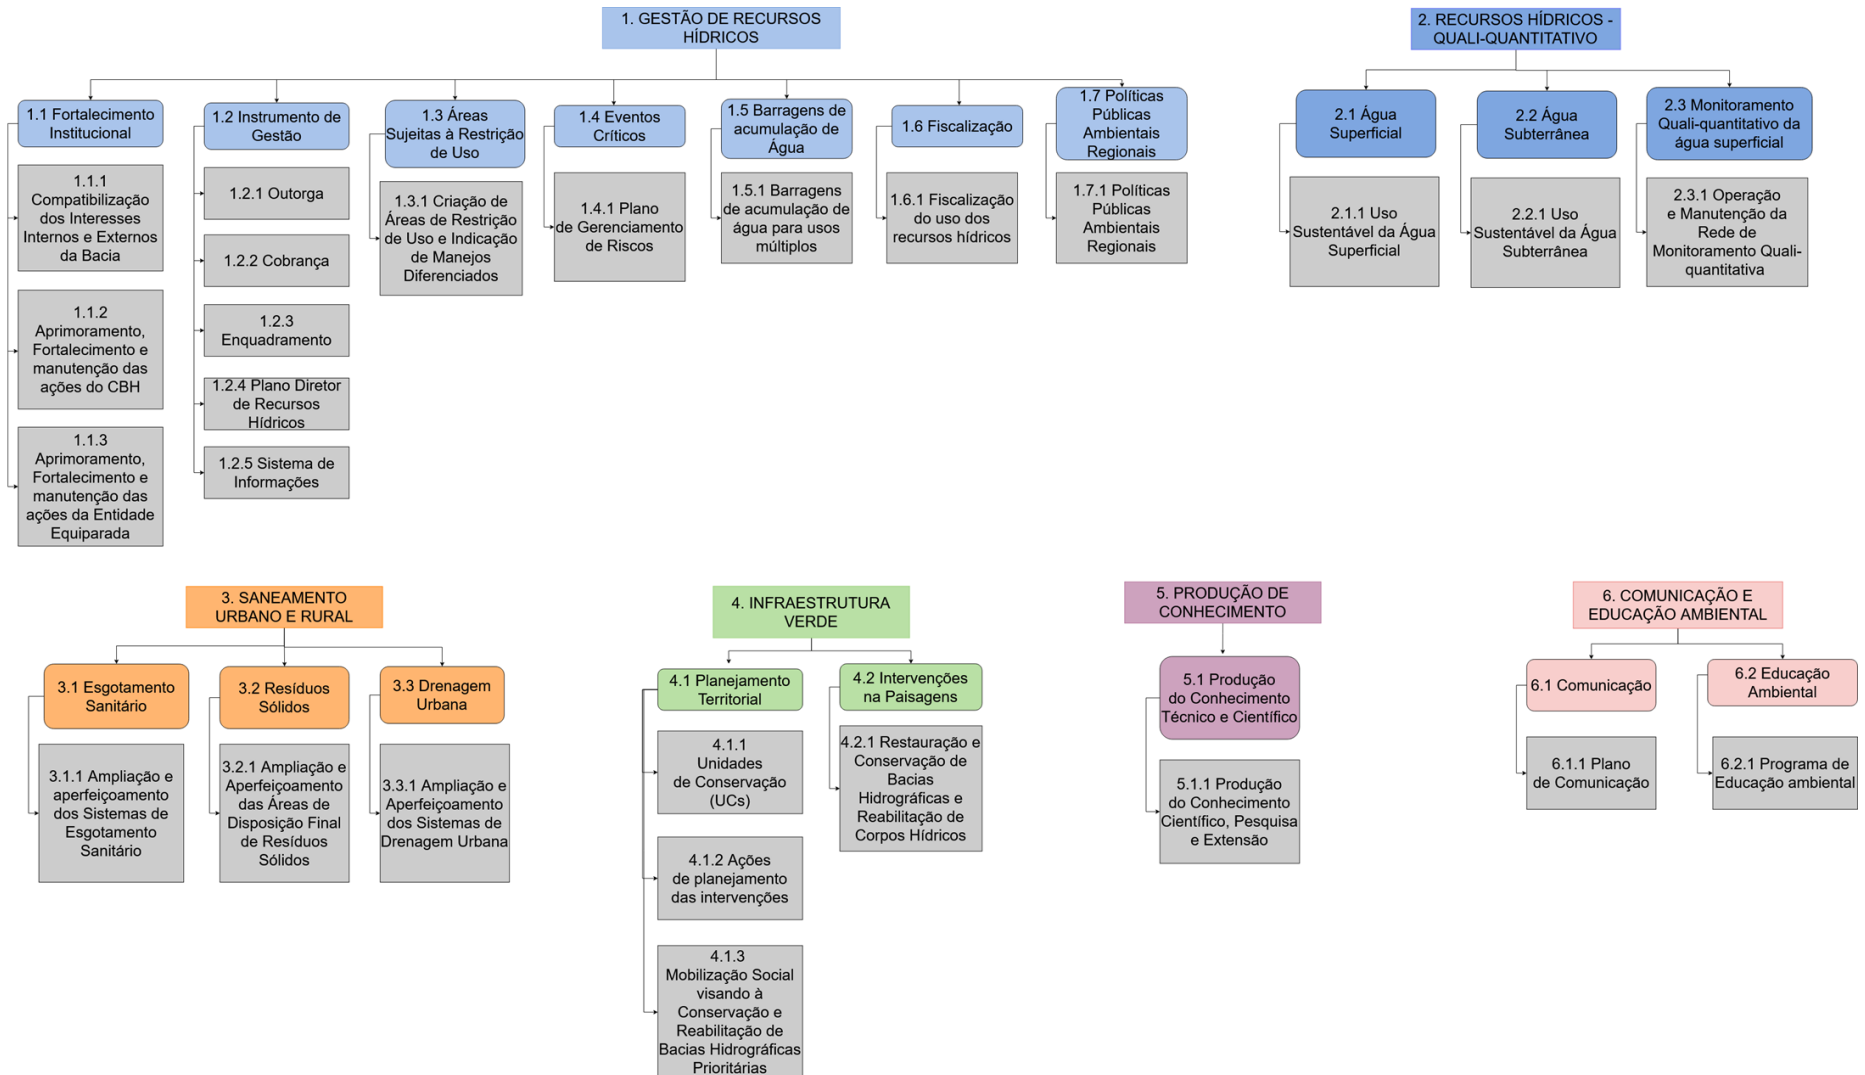 1. GESTÃO DE RECURSOS
HÍDRICOS
1.1 Fortalecimento
Institucional
1.1.1
Compatibilização
dos Interesses
Internos e Externos
da Bacia
1.1.2
Aprimoramento,
Fortalecimento e
manutenção das
ações do CBH
1.1.3
Aprimoramento,
Fortalecimento e
manutenção das
ações da Entidade
Equiparada
1.2 Instrumento de
Gestão
1.2.1 Outorga
1.2.2 Cobrança
1.2.3
Enquadramento
1.2.4 Plano Diretor
de Recursos
Hídricos
1.2.5 Sistema de
Informações
1.3 Áreas
Sujeitas à Restrição
de Uso
1.3.1 Criação de
Áreas de Restrição
de Uso e Indicação
de Manejos
Diferenciados
1.4 Eventos
Críticos
1.4.1 Plano
de Gerenciamento
de Riscos
1.5 Barragens de
acumulação de
Água
1.5.1 Barragens
de acumulação de
água para usos
múltiplos
1.6 Fiscalização
1.6.1 Fiscalização
do uso dos
recursos hídricos
1.7 Políticas
Públicas
Ambientais
Regionais
1.7.1 Políticas
Públicas
Ambientais
Regionais
2. RECURSOS HÍDRICOS -
QUALI-QUANTITATIVO
2.1 Água
Superficial
2.1.1 Uso
Sustentável da Água
Superficial
2.2 Água
Subterrânea
2.2.1 Uso
Sustentável da Água
Subterrânea
2.3 Monitoramento
Quali-quantitativo da
água superficial
2.3.1 Operação
e Manutenção da
Rede de
Monitoramento Quali-
quantitativa
3. SANEAMENTO
URBANO E RURAL
3.1 Esgotamento
Sanitário
3.1.1 Ampliação e
aperfeiçoamento
dos Sistemas de
Esgotamento
Sanitário
3.2 Resíduos
Sólidos
3.2.1 Ampliação e
Aperfeiçoamento
das Áreas de
Disposição Final
de Resíduos
Sólidos
3.3 Drenagem
Urbana
3.3.1 Ampliação e
Aperfeiçoamento
dos Sistemas de
Drenagem Urbana
4. INFRAESTRUTURA
VERDE
4.1 Planejamento
Territorial
4.1.1
Unidades
de Conservação
(UCs)
4.1.2 Ações
de planejamento
das intervenções
4.1.3
Mobilização Social
visando à
Conservação e
Reabilitação de
Bacias Hidrográficas
Prioritárias
4.2 Intervenções
na Paisagens
4.2.1 Restauração e
Conservação de
Bacias
Hidrográficas e
Reabilitação de
Corpos Hídricos
5. PRODUÇÃO DE
CONHECIMENTO
5.1 Produção
do Conhecimento
Técnico e Científico
5.1.1 Produção
do Conhecimento
Científico, Pesquisa
e Extensão
6. COMUNICAÇÃO E
EDUCAÇÃO AMBIENTAL
6.1 Comunicação
6.1.1 Plano
de Comunicação
6.2 Educação
Ambiental
6.2.1 Programa de
Educação ambiental